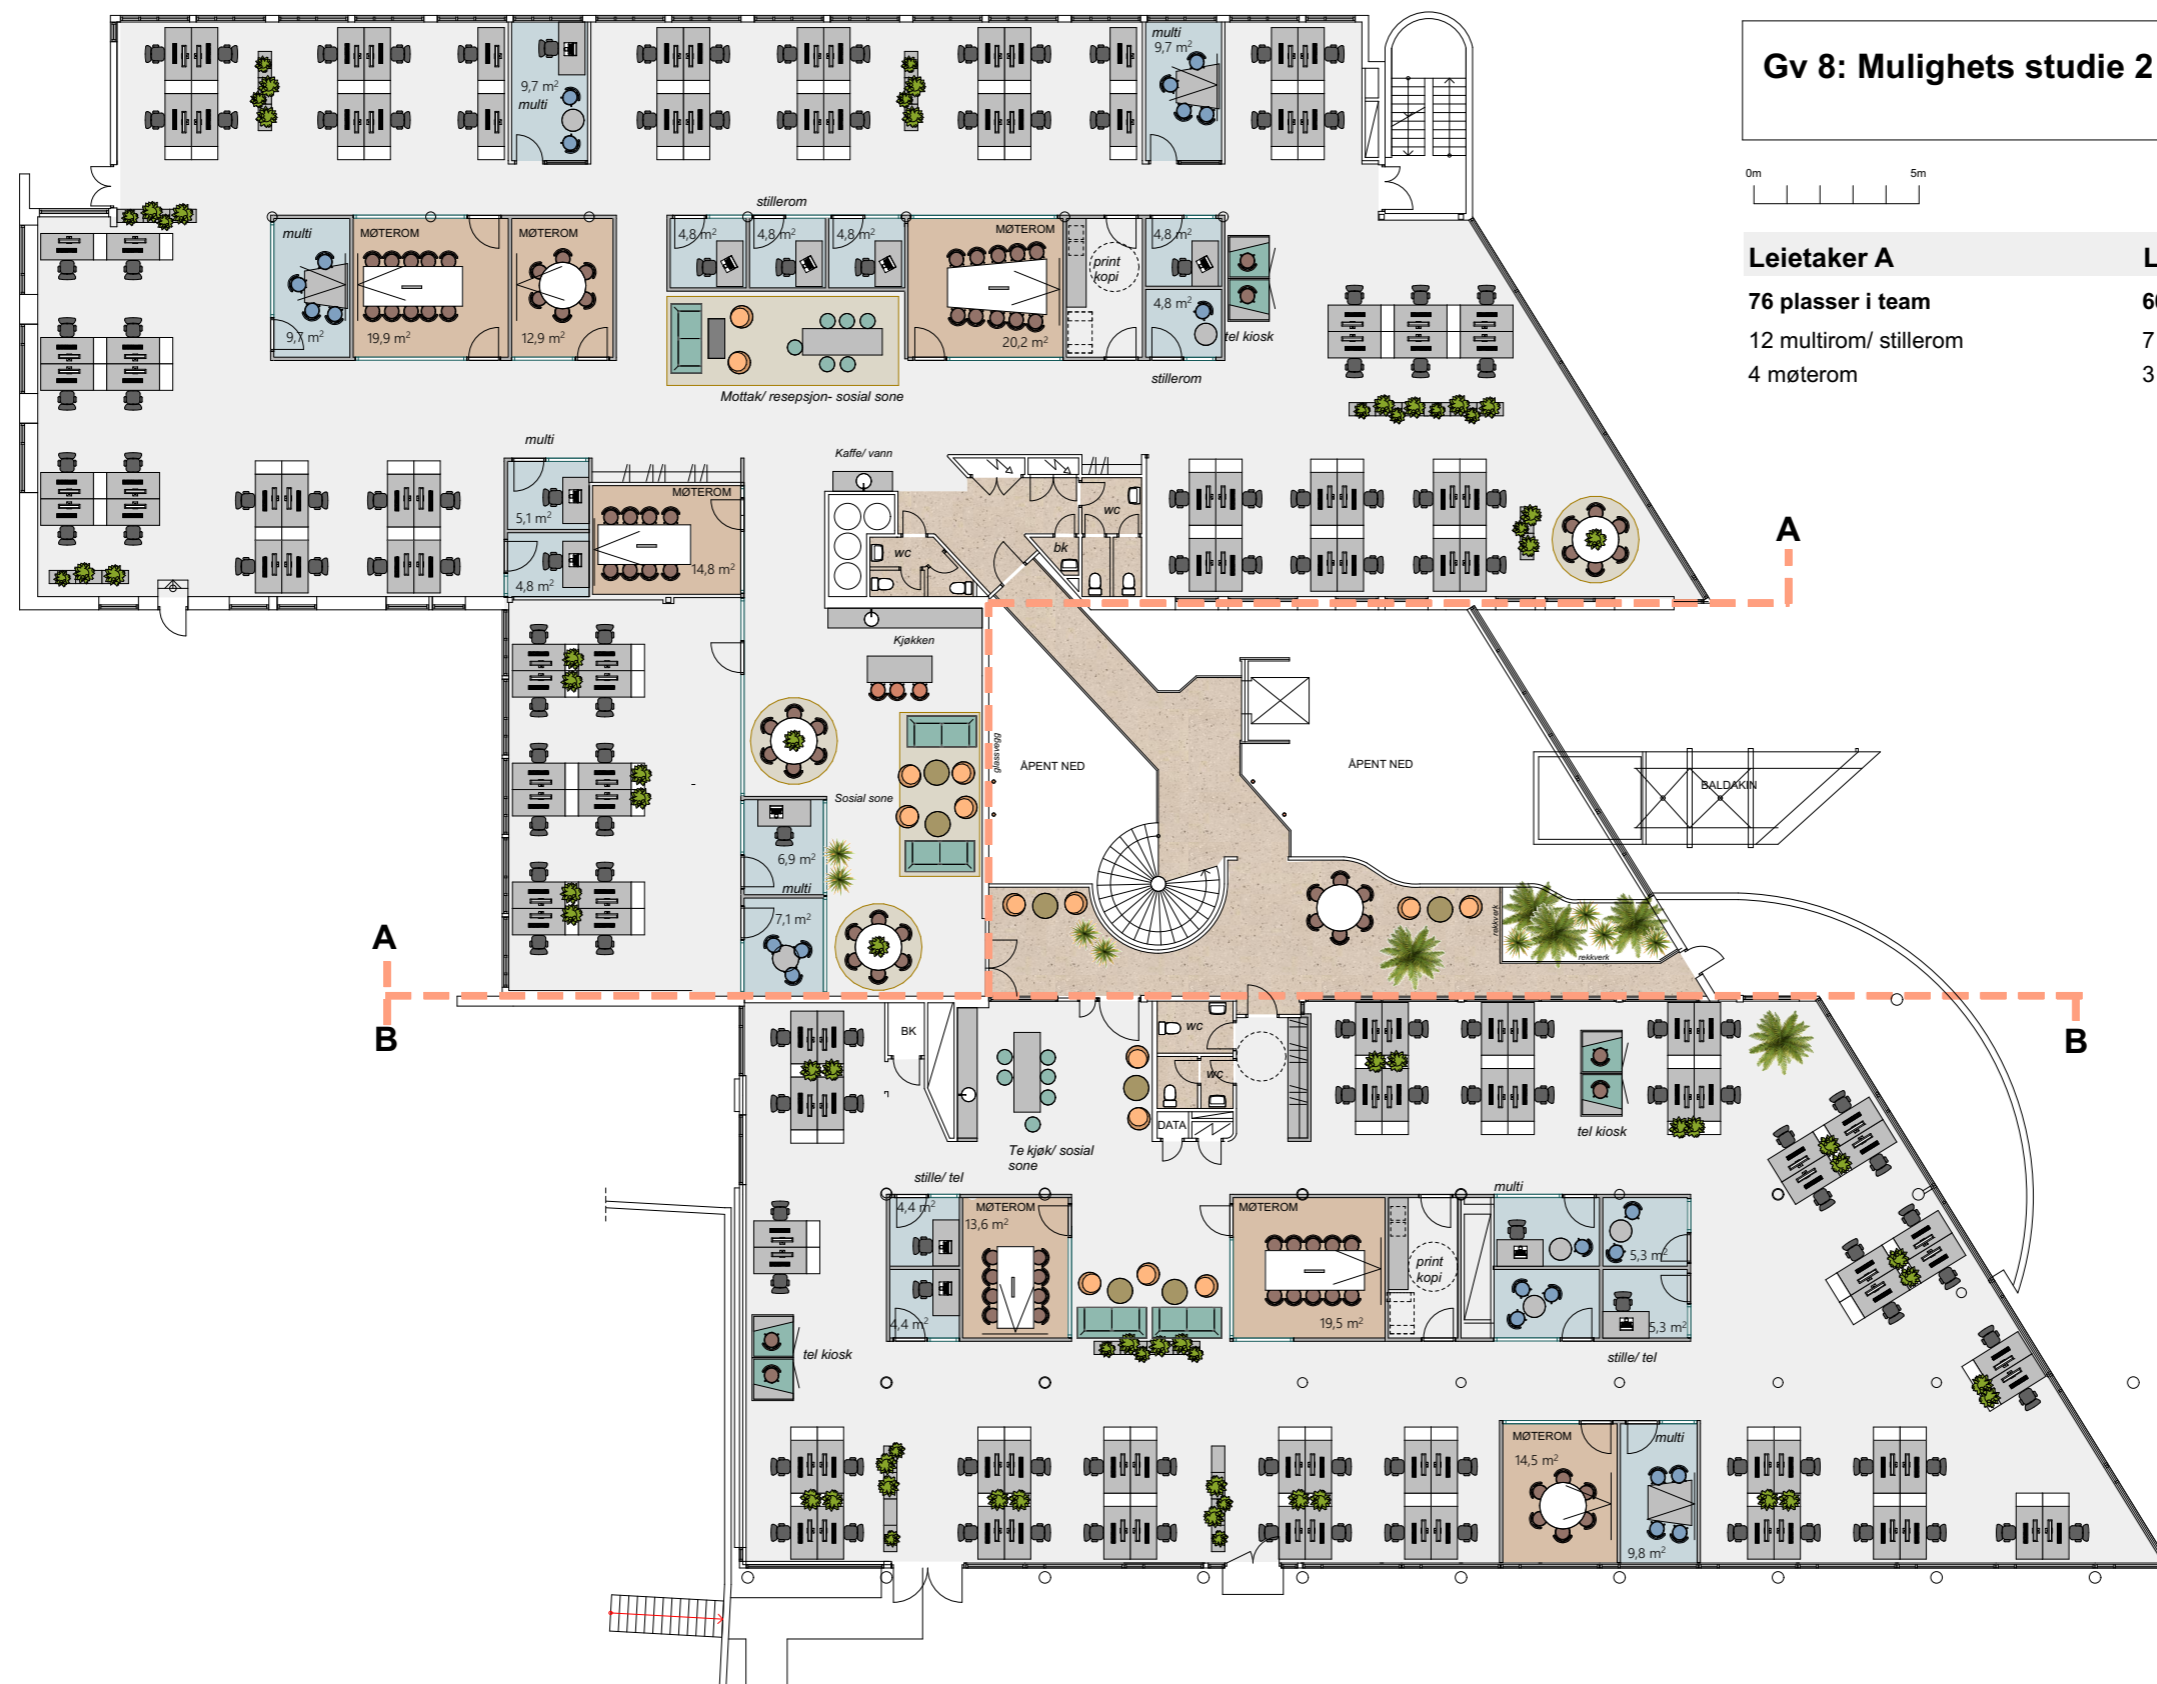 Gv 8: Mulighets studie 2
0m 5m
Leietaker A L
76 plasser i team 6
12 multirom/ stillerom 7
4 møterom 3
multi
9,7 m²
9,7 m²
multi
stillerom
multi
MØTEROM
MØTEROM
4,8 m²
4,8 m²
4,8 m²
MØTEROM
4,8 m²
print
kopi
4,8 m²
9,7 m²
19,9 m²
12,9 m²
20,2 m²
tel kiosk
stillerom
Mottak/ resepsjon- sosial sone
multi
Kaffe/ vann
MØTEROM
5,1 m²
wc
wc
bk
4,8 m²
14,8 m²
A
Kjøkken
glassvegg
ÅPENT NED
ÅPENT NED
BALDAKIN
Sosial sone
6,9 m²
multi
7,1 m²
rekkverk
rekkverk
A
B
B
BK
wc
wc
DATA
tel kiosk
Te kjøk/ sosial
sone
stille/ tel
multi
4,4 m²
MØTEROM
13,6 m²
MØTEROM
print
kopi
5,3 m²
4,4 m²
19,5 m²
5,3 m²
tel kiosk
stille/ tel
MØTEROM
multi
14,5 m²
9,8 m²